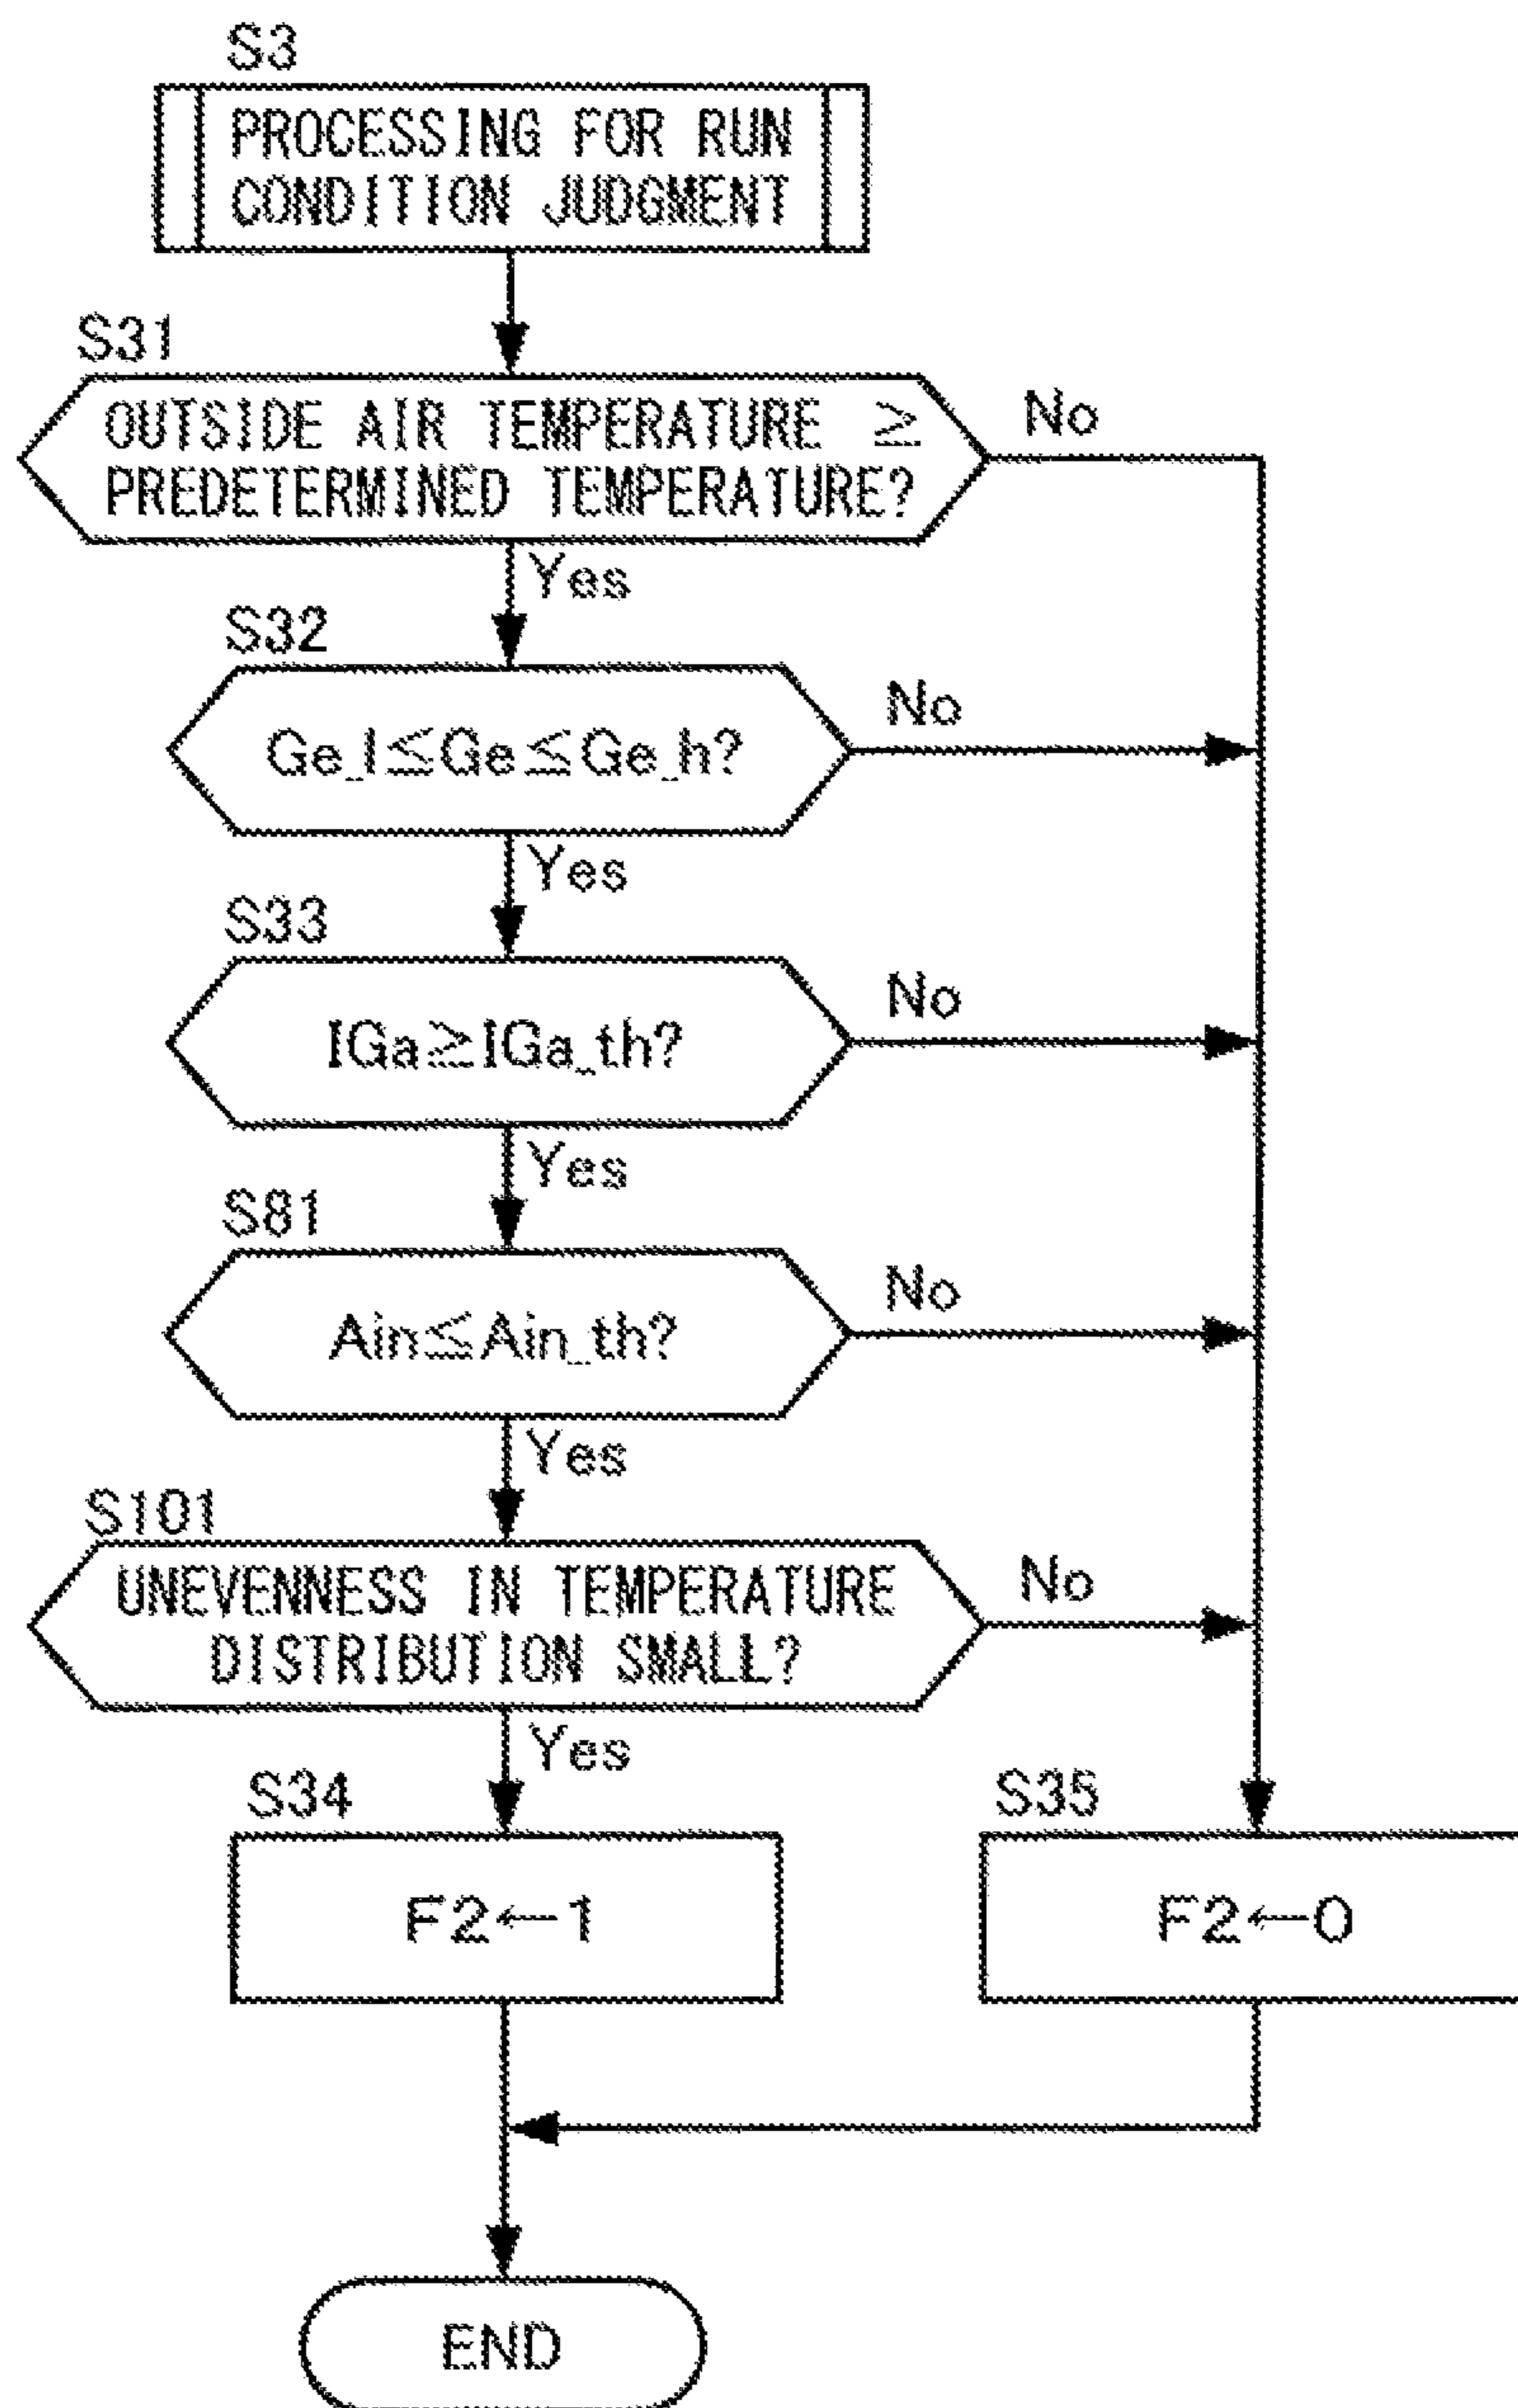 S3
PROCESSING FOR RUN
CONDITION JUDGMENT
S31
OUTSIDE AIR TEMPERATURE ≧
PREDETERMINED TEMPERATURE?
No
Yes
S32
Ge_l≦Ge≦Ge_h?
No
Yes
S33
IGa≧IGa_th?
No
Yes
S81
Ain≦Ain_th?
No
Yes
S101
UNEVENNESS IN TEMPERATURE
DISTRIBUTION SMALL?
No
Yes
S34
F2←1
S35
F2←0
END